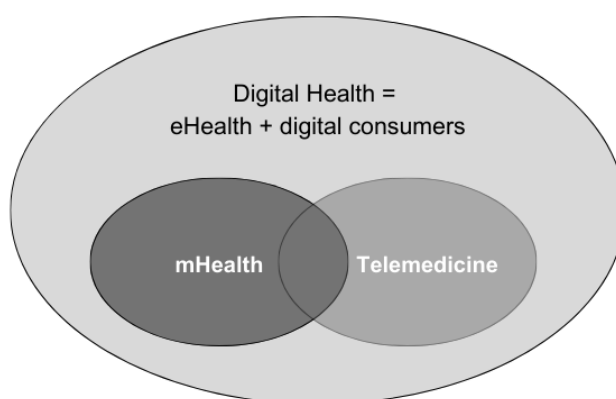 Digital Health =
eHealth + digital consumers
mHealth
Telemedicine